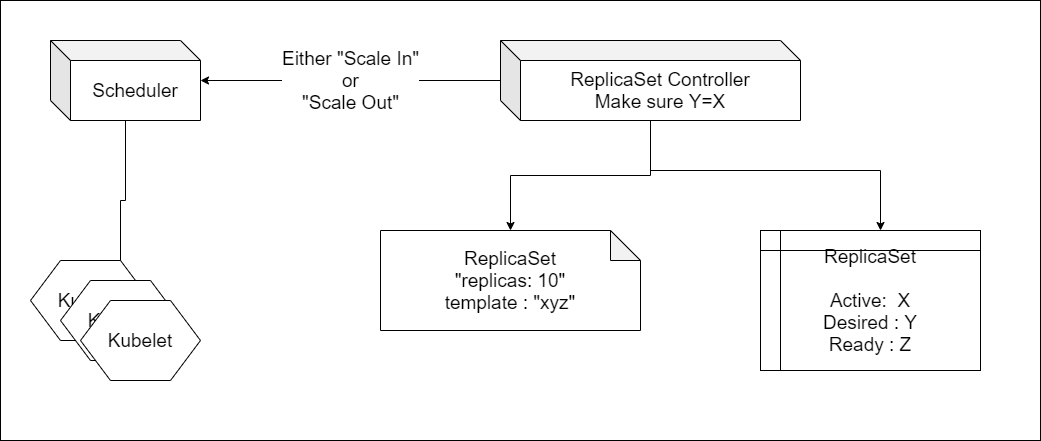 Scheduler
Either "Scale In"
or
"Scale Out"
ReplicaSet Controller
Make sure Y=X
Kubelet
ReplicaSet
"replicas: 10"
template : "xyz"
ReplicaSet
Active:  X
Desired : Y
Ready : Z